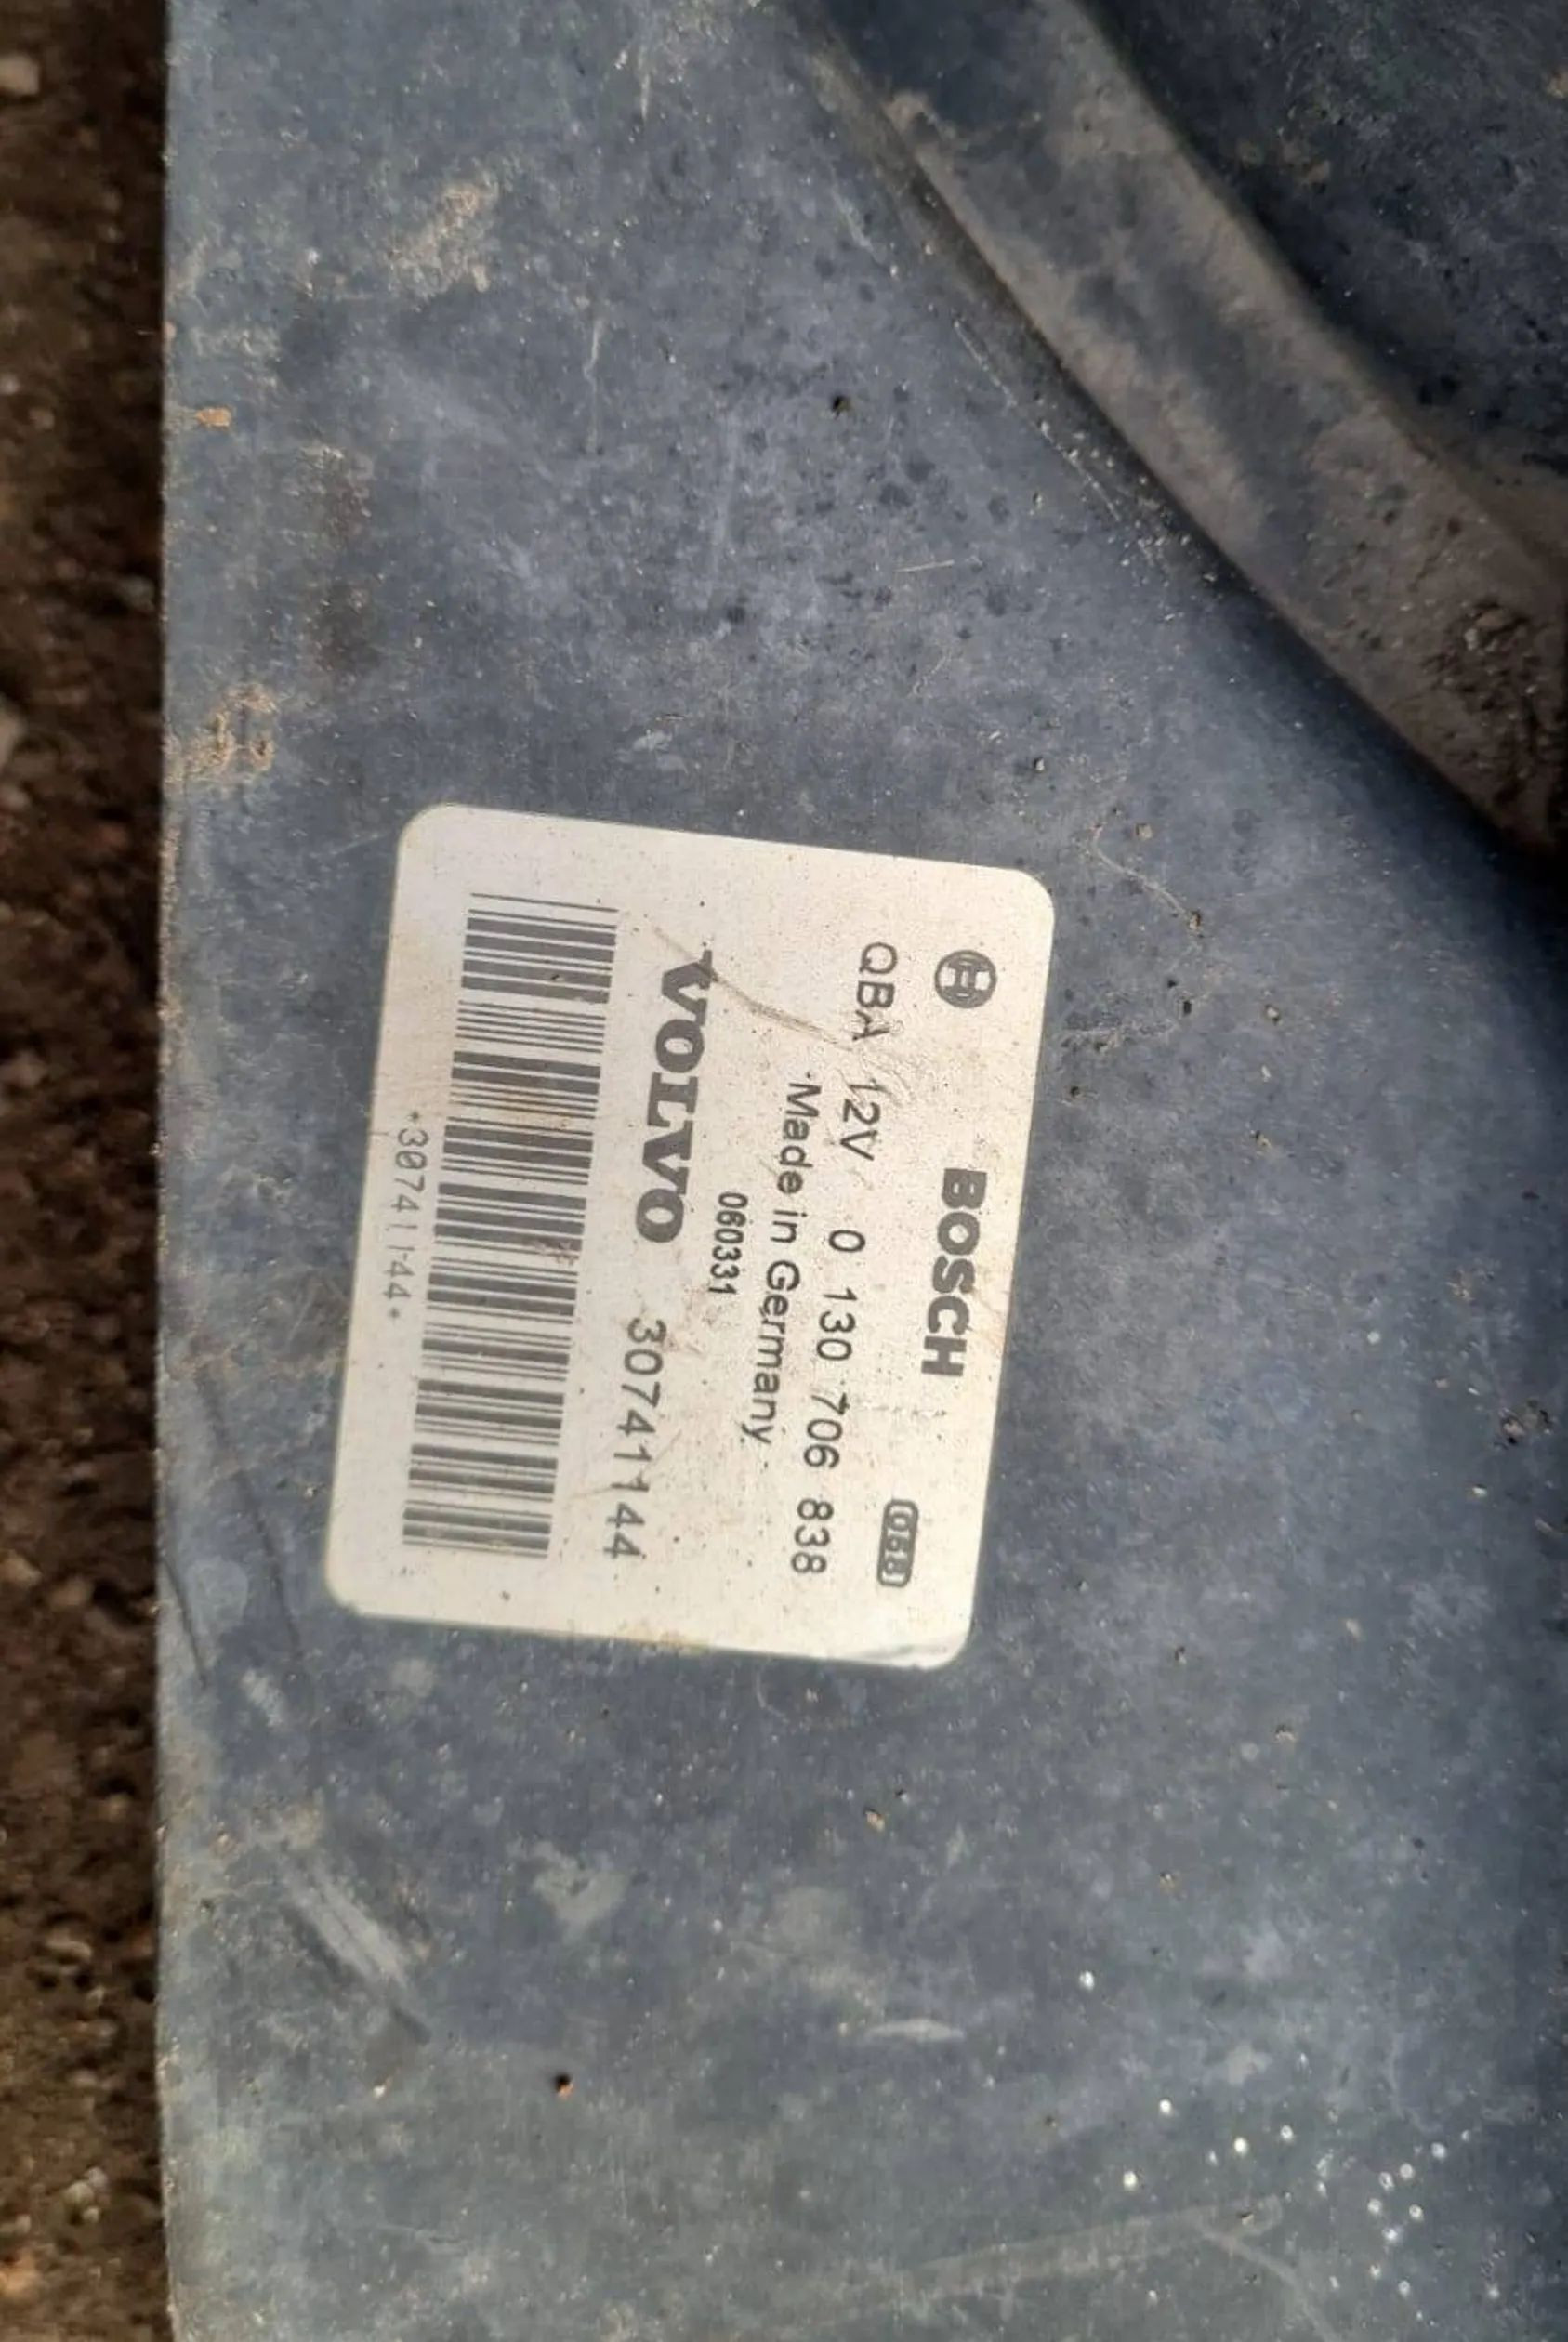 BOSCH
QBA 12V 0 130 706 838
Made in Germany
060331
VOLVO 30741144
*30741144*